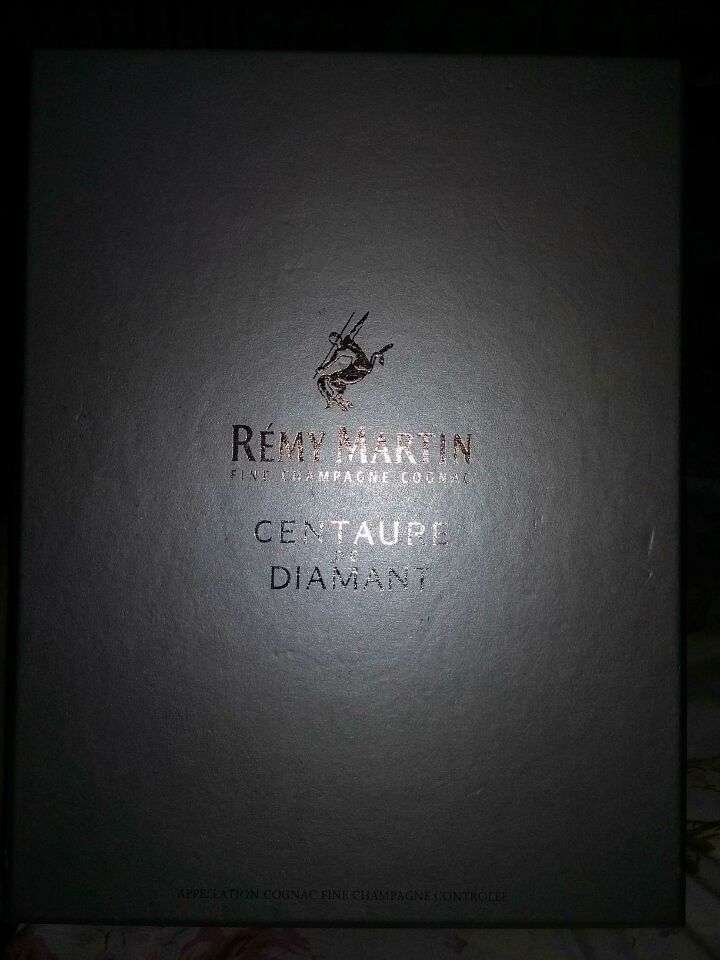 RÉMY MARTIN
FINE CHAMPAGNE COGNAC
CENTAURE
DE
DIAMANT
APPELLATION COGNAC FINE CHAMPAGNE CONTRÔLÉE